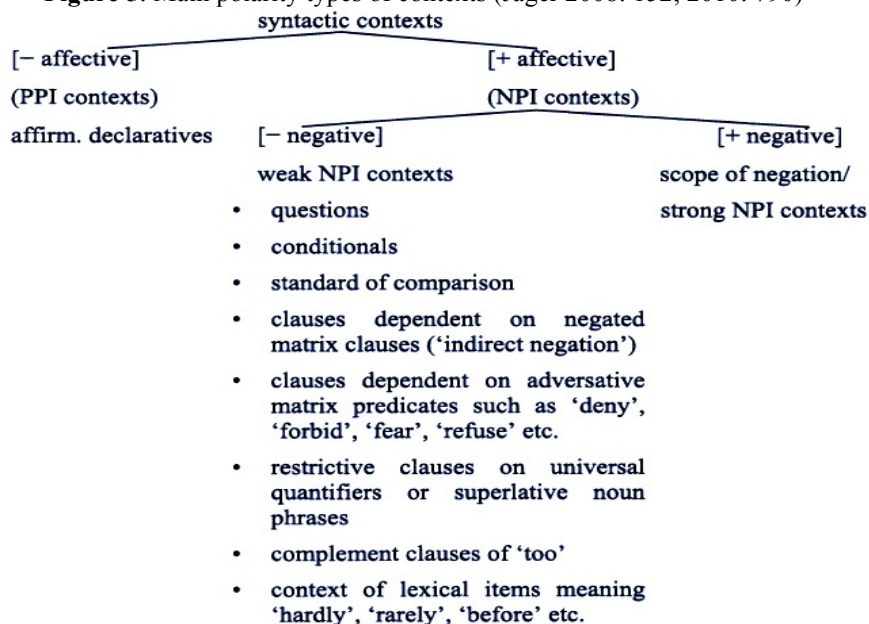 syntactic contexts
[− affective] [+ affective]
(PPI contexts) (NPI contexts)
affirm. declaratives [− negative] [+ negative]
weak NPI contexts scope of negation/
• questions strong NPI contexts
• conditionals
• standard of comparison
• clauses dependent on negated
matrix clauses (‘indirect negation’)
• clauses dependent on adversative
matrix predicates such as ‘deny’,
‘forbid’, ‘fear’, ‘refuse’ etc.
• restrictive clauses on universal
quantifiers or superlative noun
phrases
• complement clauses of ‘too’
• context of lexical items meaning
‘hardly’, ‘rarely’, ‘before’ etc.